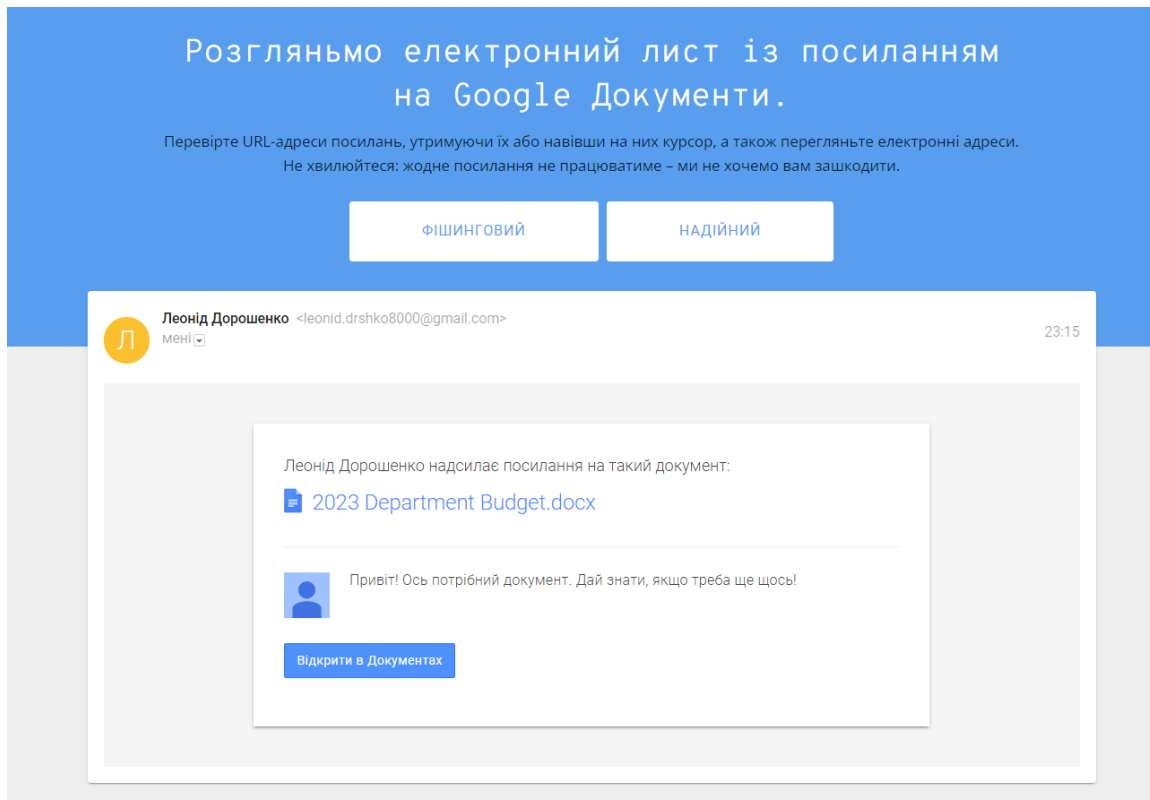 Розгляньмо електронний лист із посиланням
на Google Документи.
Перевірте URL-адреси посилань, утримуючи їх або навівши на них курсор, а також перегляньте електронні адреси.
Не хвилюйтеся: жодне посилання не працюватиме – ми не хочемо вам зашкодити.
ФІШИНГОВИЙ НАДІЙНИЙ
Л
Леонід Дорошенко <leonid.drshko8000@gmail.com>
мені
23:15
Леонід Дорошенко надсилає посилання на такий документ:
2023 Department Budget.docx
Привіт! Ось потрібний документ. Дай знати, якщо треба ще щось!
Відкрити в Документах